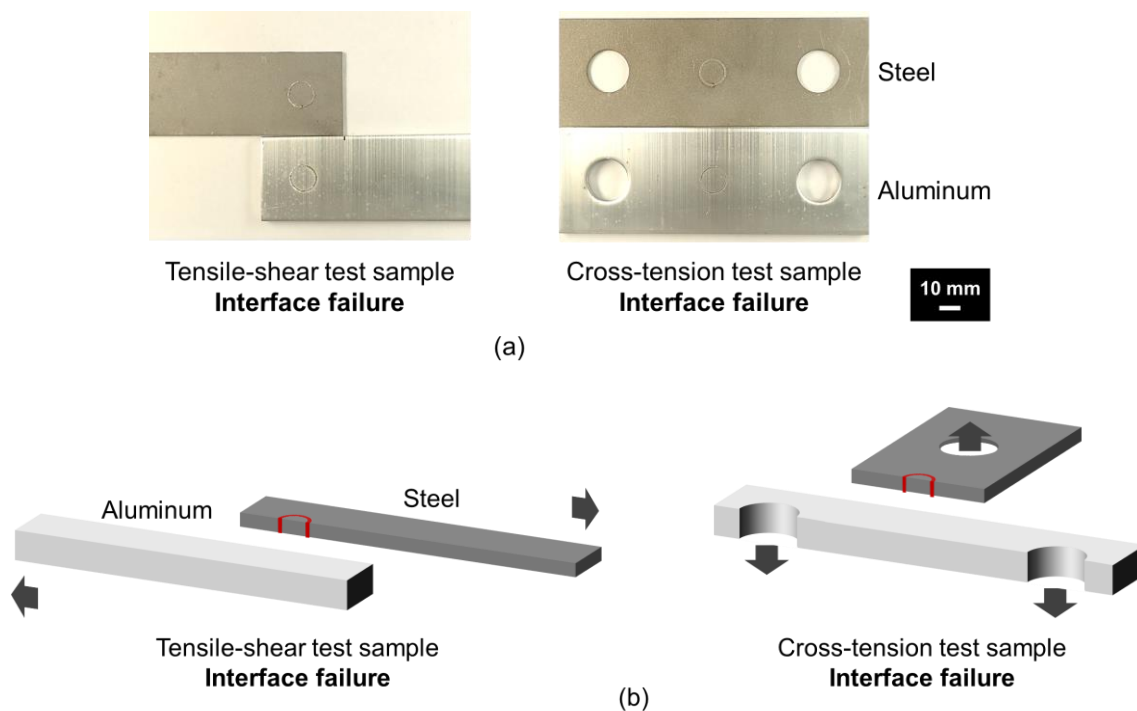 Steel
Aluminum
Tensile-shear test sample
Interface failure
Cross-tension test sample
Interface failure
10 mm
(a)
Aluminum
Steel
Tensile-shear test sample
Interface failure
Cross-tension test sample
Interface failure
(b)